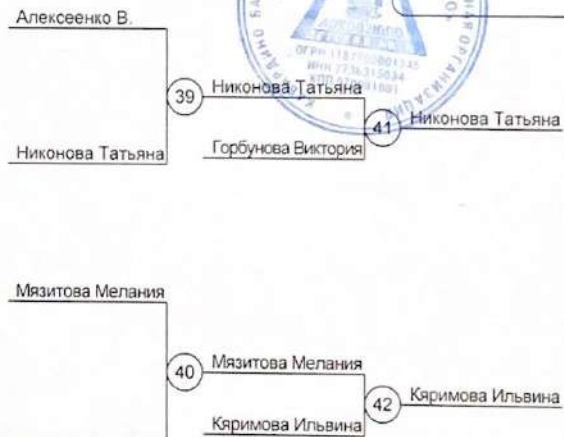 Алексеенко В.
39
Никонова Татьяна
41
Никонова Татьяна
Никонова Татьяна
Горбунова Виктория
Мязитова Мелания
40
Мязитова Мелания
42
Кяримова Ильвина
Кяримова Ильвина